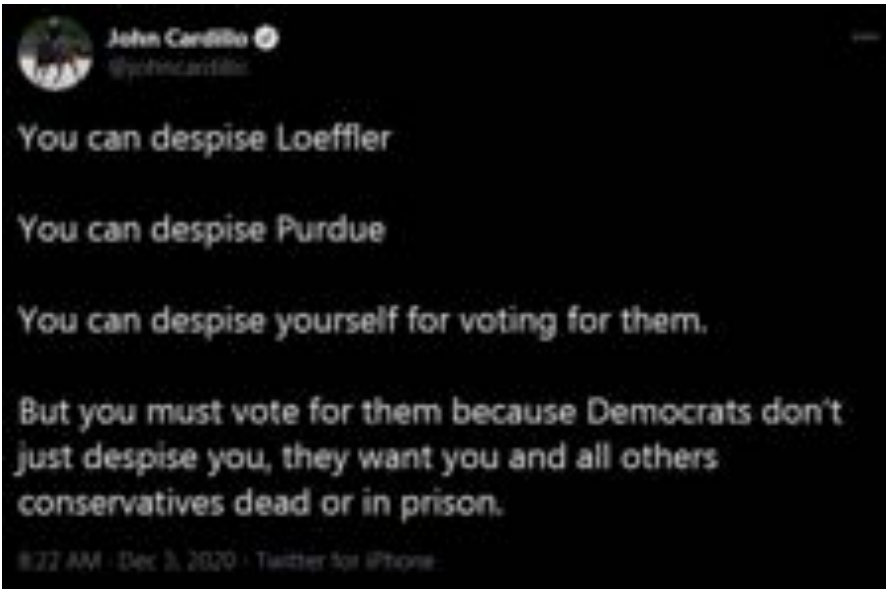 John Cardillo
@johncardillo
You can despise Loeffler
You can despise Purdue
You can despise yourself for voting for them.
But you must vote for them because Democrats don't
just despise you, they want you and all others
conservatives dead or in prison.
8:22 AM · Dec 3, 2020 · Twitter for iPhone